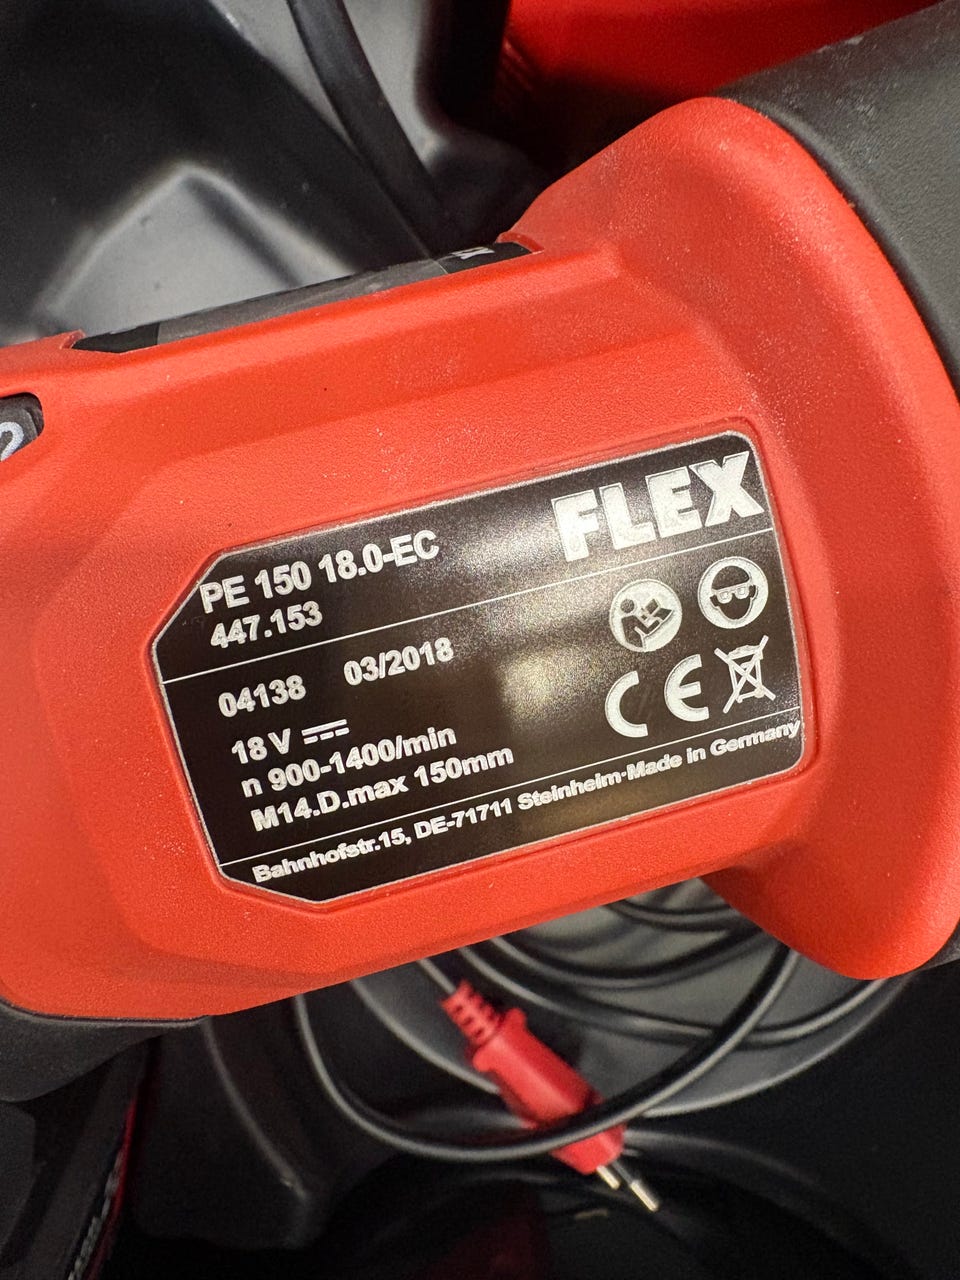 FLEX
PE 150 18.0-EC
447.153
04138 03/2018
18 V
n 900-1400/min
M14.D.max 150mm
CE
Bahnhofstr.15, DE-71711 Steinheim·Made in Germany